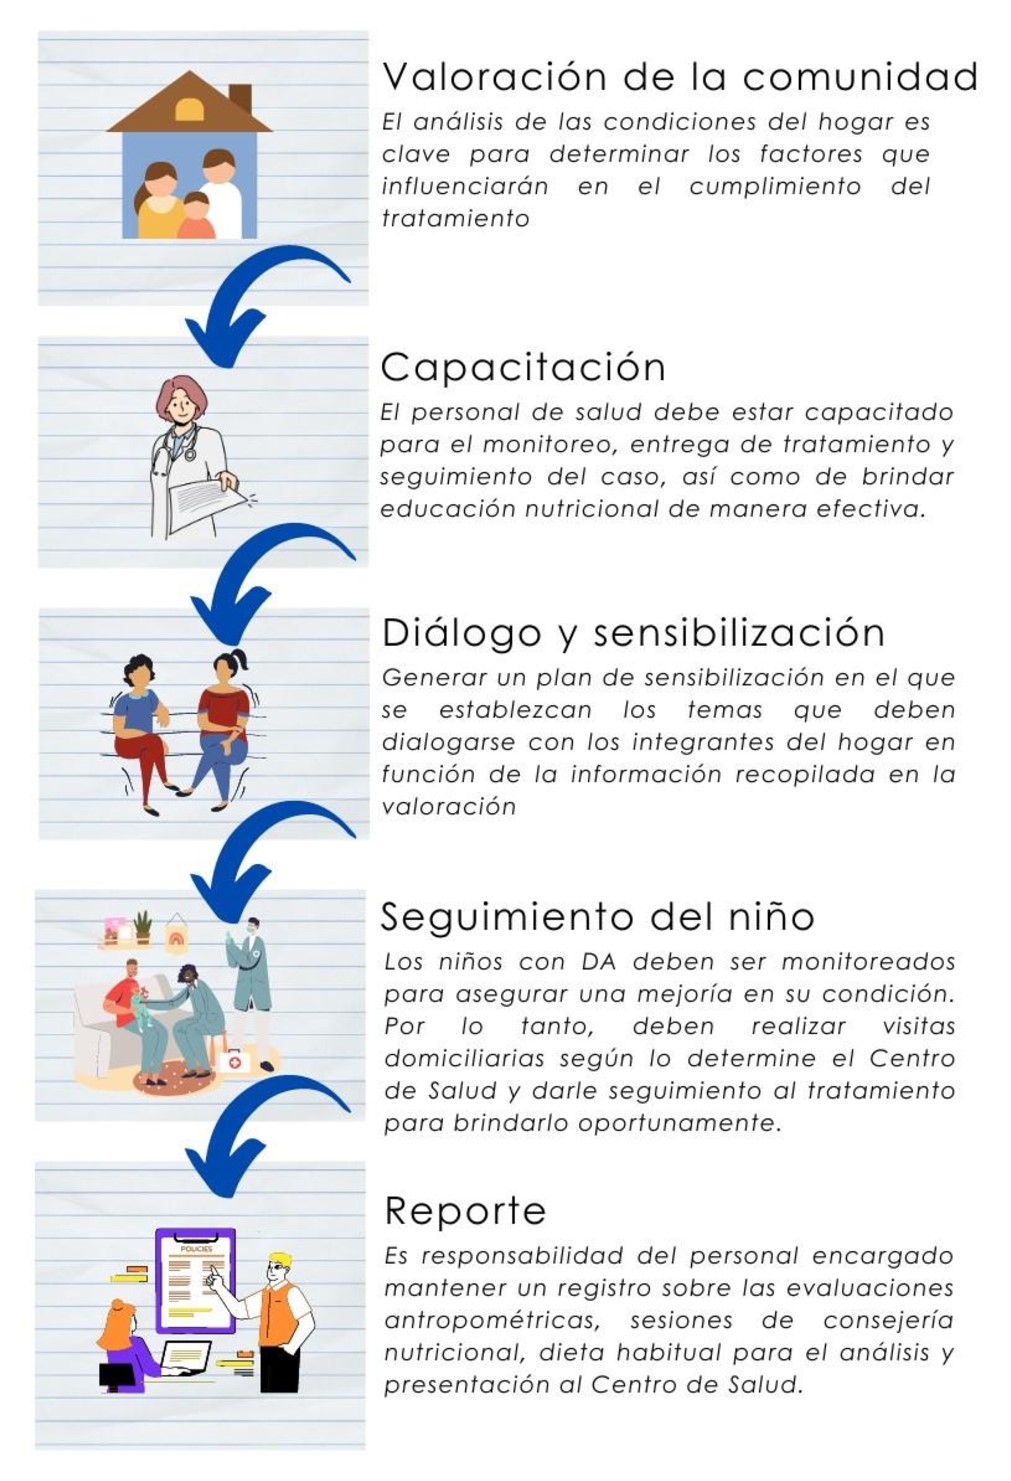 Valoración de la comunidad
El análisis de las condiciones del hogar es
clave para determinar los factores que
influenciarán en el cumplimiento del
tratamiento
Capacitación
El personal de salud debe estar capacitado
para el monitoreo, entrega de tratamiento y
seguimiento del caso, así como de brindar
educación nutricional de manera efectiva.
Diálogo y sensibilización
Generar un plan de sensibilización en el que
se establezcan los temas que deben
dialogarse con los integrantes del hogar en
función de la información recopilada en la
valoración
Seguimiento del niño
Los niños con DA deben ser monitoreados
para asegurar una mejoría en su condición.
Por lo tanto, deben realizar visitas
domiciliarias según lo determine el Centro
de Salud y darle seguimiento al tratamiento
para brindarlo oportunamente.
POLICIES
Reporte
Es responsabilidad del personal encargado
mantener un registro sobre las evaluaciones
antropométricas, sesiones de consejería
nutricional, dieta habitual para el análisis y
presentación al Centro de Salud.